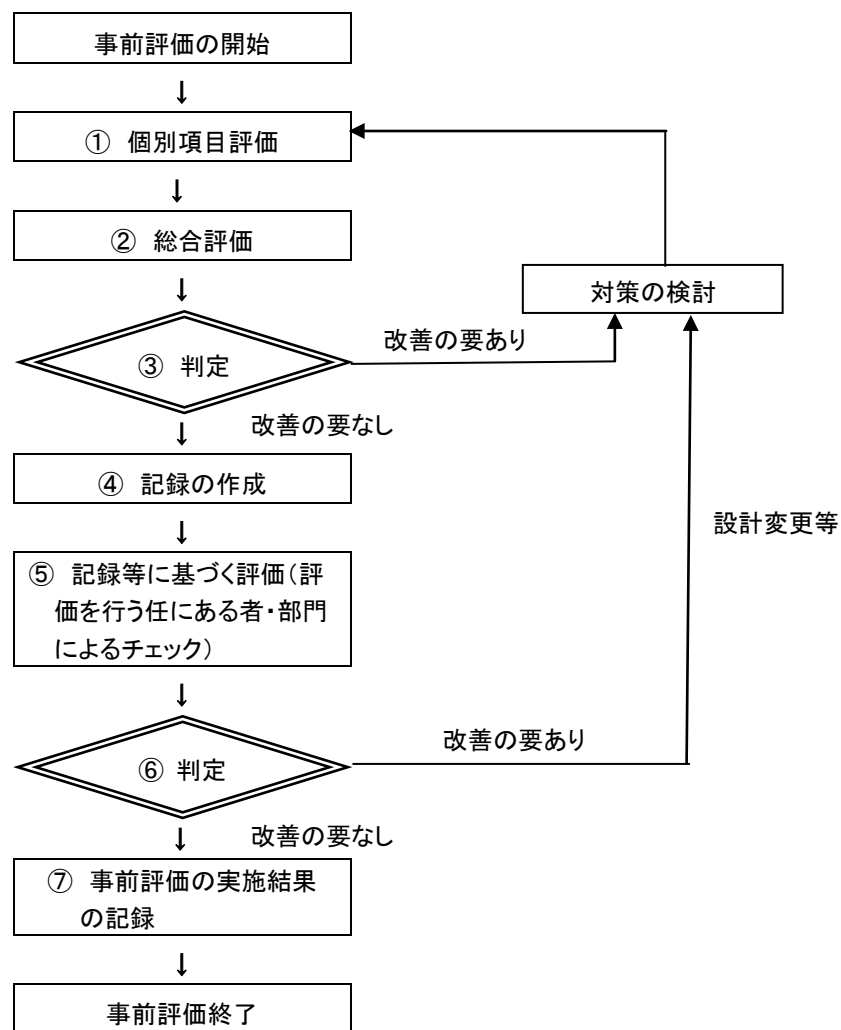 事前評価の開始
↓
① 個別項目評価
↓
② 総合評価
↓
対策の検討
③ 判定
改善の要あり
改善の要なし
↓
④ 記録の作成
↓
設計変更等
⑤ 記録等に基づく評価(評
価を行う任にある者・部門
によるチェック)
↓
⑥ 判定
改善の要あり
改善の要なし
↓
⑦ 事前評価の実施結果
の記録
↓
事前評価終了